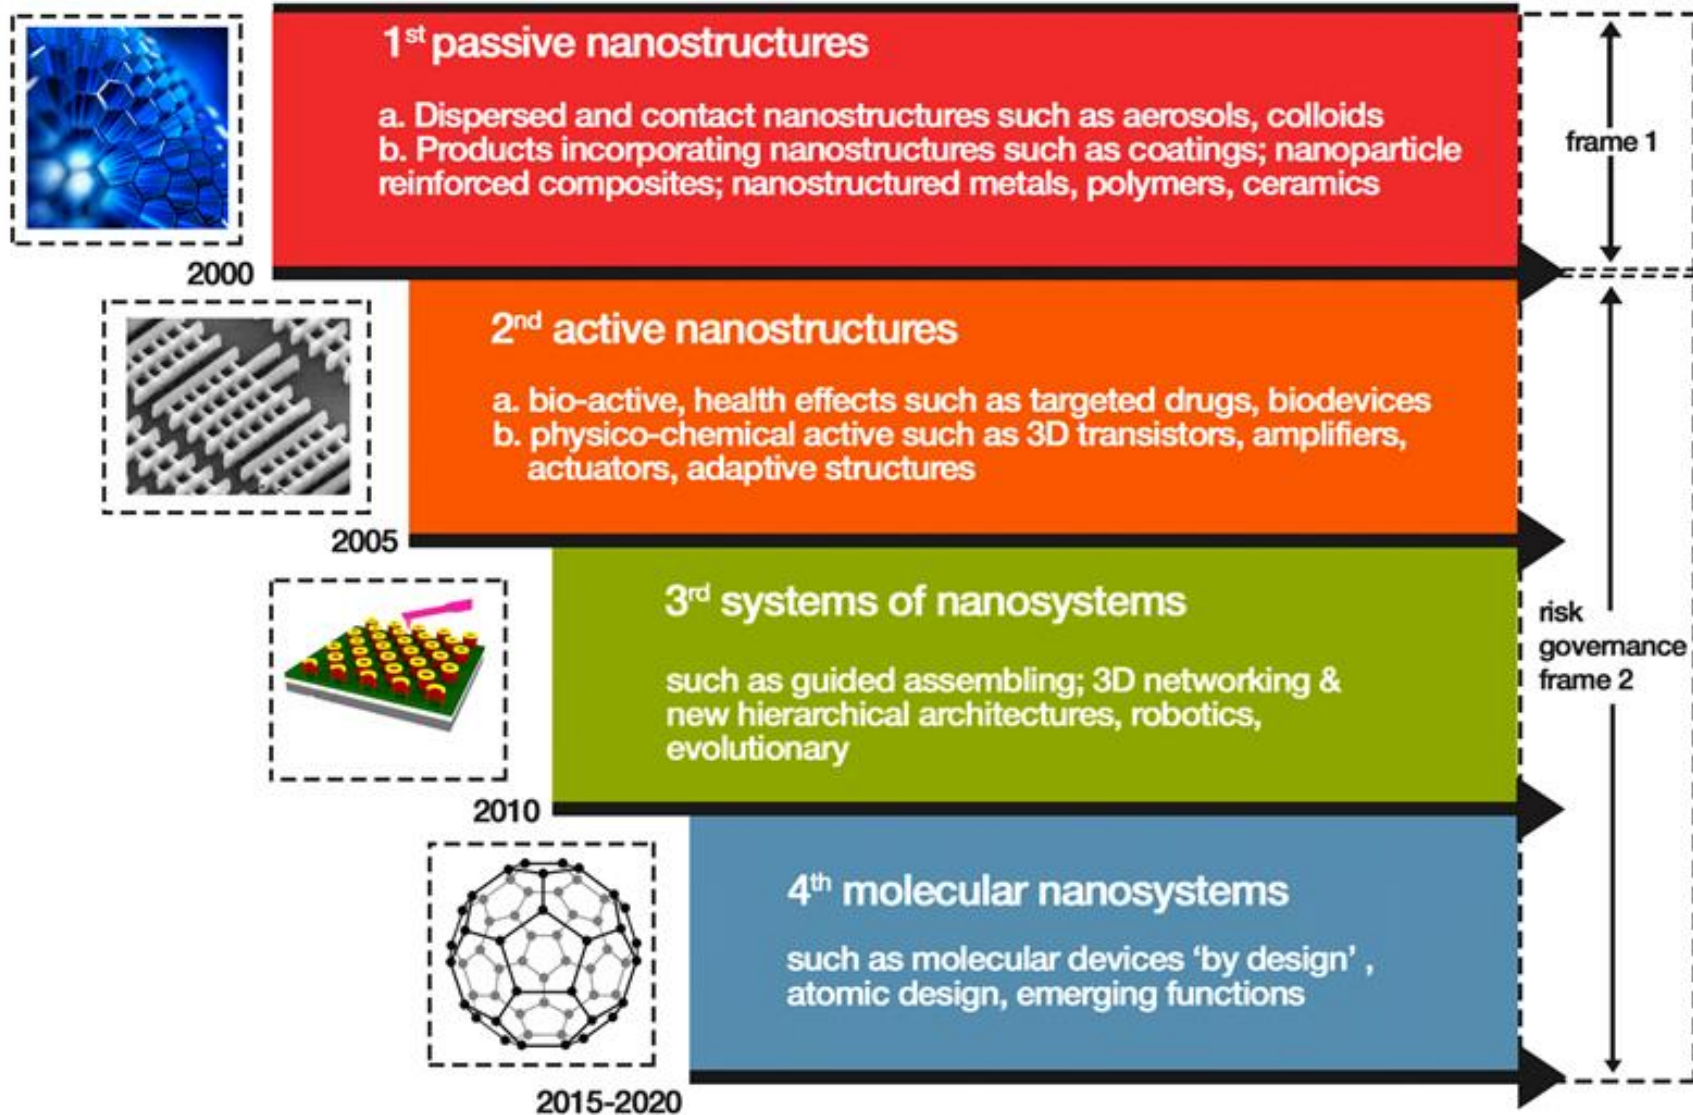 1st passive nanostructures
a. Dispersed and contact nanostructures such as aerosols, colloids
b. Products incorporating nanostructures such as coatings; nanoparticle
reinforced composites; nanostructured metals, polymers, ceramics
frame 1
2000
2nd active nanostructures
a. bio-active, health effects such as targeted drugs, biodevices
b. physico-chemical active such as 3D transistors, amplifiers,
actuators, adaptive structures
2005
3rd systems of nanosystems
such as guided assembling; 3D networking &
new hierarchical architectures, robotics,
evolutionary
risk
governance
frame 2
2010
4th molecular nanosystems
such as molecular devices ‘by design’ ,
atomic design, emerging functions
2015-2020